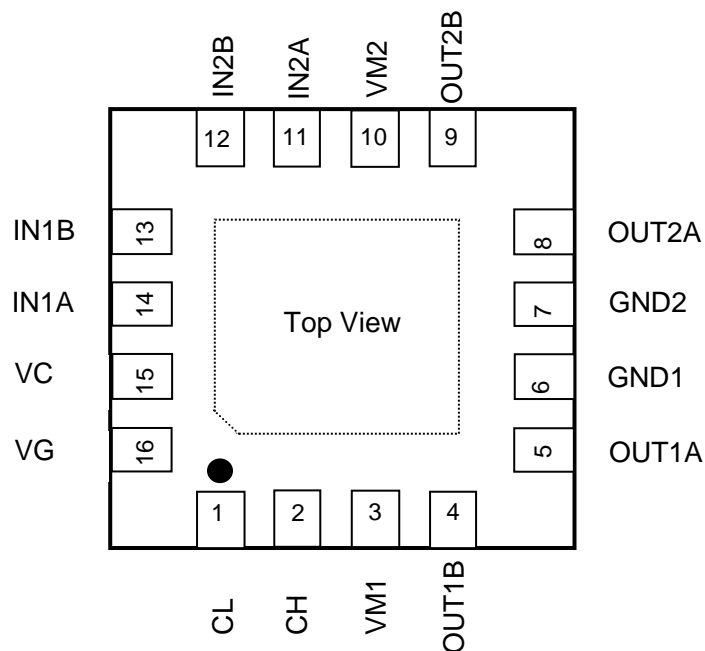 IN2B
IN2A
VM2
OUT2B
12
11
10
9
IN1B
13
8
OUT2A
IN1A
14
Top View
7
GND2
VC
15
6
GND1
VG
16
5
OUT1A
1
2
3
4
CL
CH
VM1
OUT1B